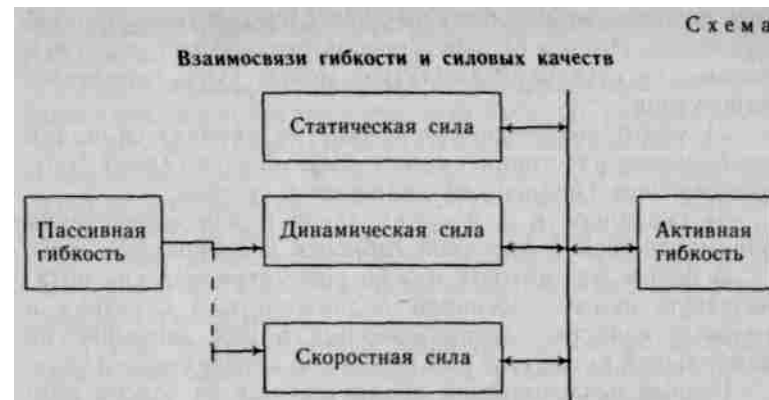 Схема
Взаимосвязи гибкости и силовых качеств
Статическая сила
Пассивная
гибкость
Динамическая сила
Активная
гибкость
Скоростная сила